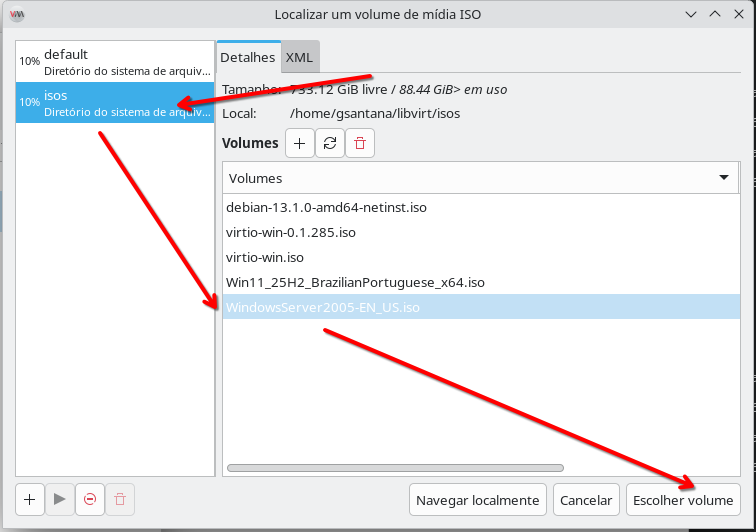 Localizar um volume de mídia ISO
10% default
Diretório do sistema de arquiv...
10% isos
Diretório do sistema de arquiv...
Detalhes XML
Tamanho: 733.12 GiB livre / 88.44 GiB> em uso
Local: /home/gsantana/libvirt/isos
Volumes
Volumes
debian-13.1.0-amd64-netinst.iso
virtio-win-0.1.285.iso
virtio-win.iso
Win11_25H2_BrazilianPortuguese_x64.iso
WindowsServer2005-EN_US.iso
Navegar localmente Cancelar Escolher volume